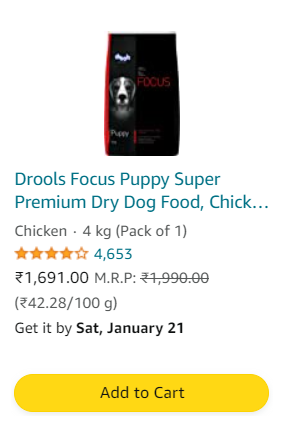 FOCUS
Puppy
Drools Focus Puppy Super
Premium Dry Dog Food, Chick...
Chicken · 4 kg (Pack of 1)
4,653
₹1,691.00 M.R.P: ₹1,990.00
(₹42.28/100 g)
Get it by Sat, January 21
Add to Cart